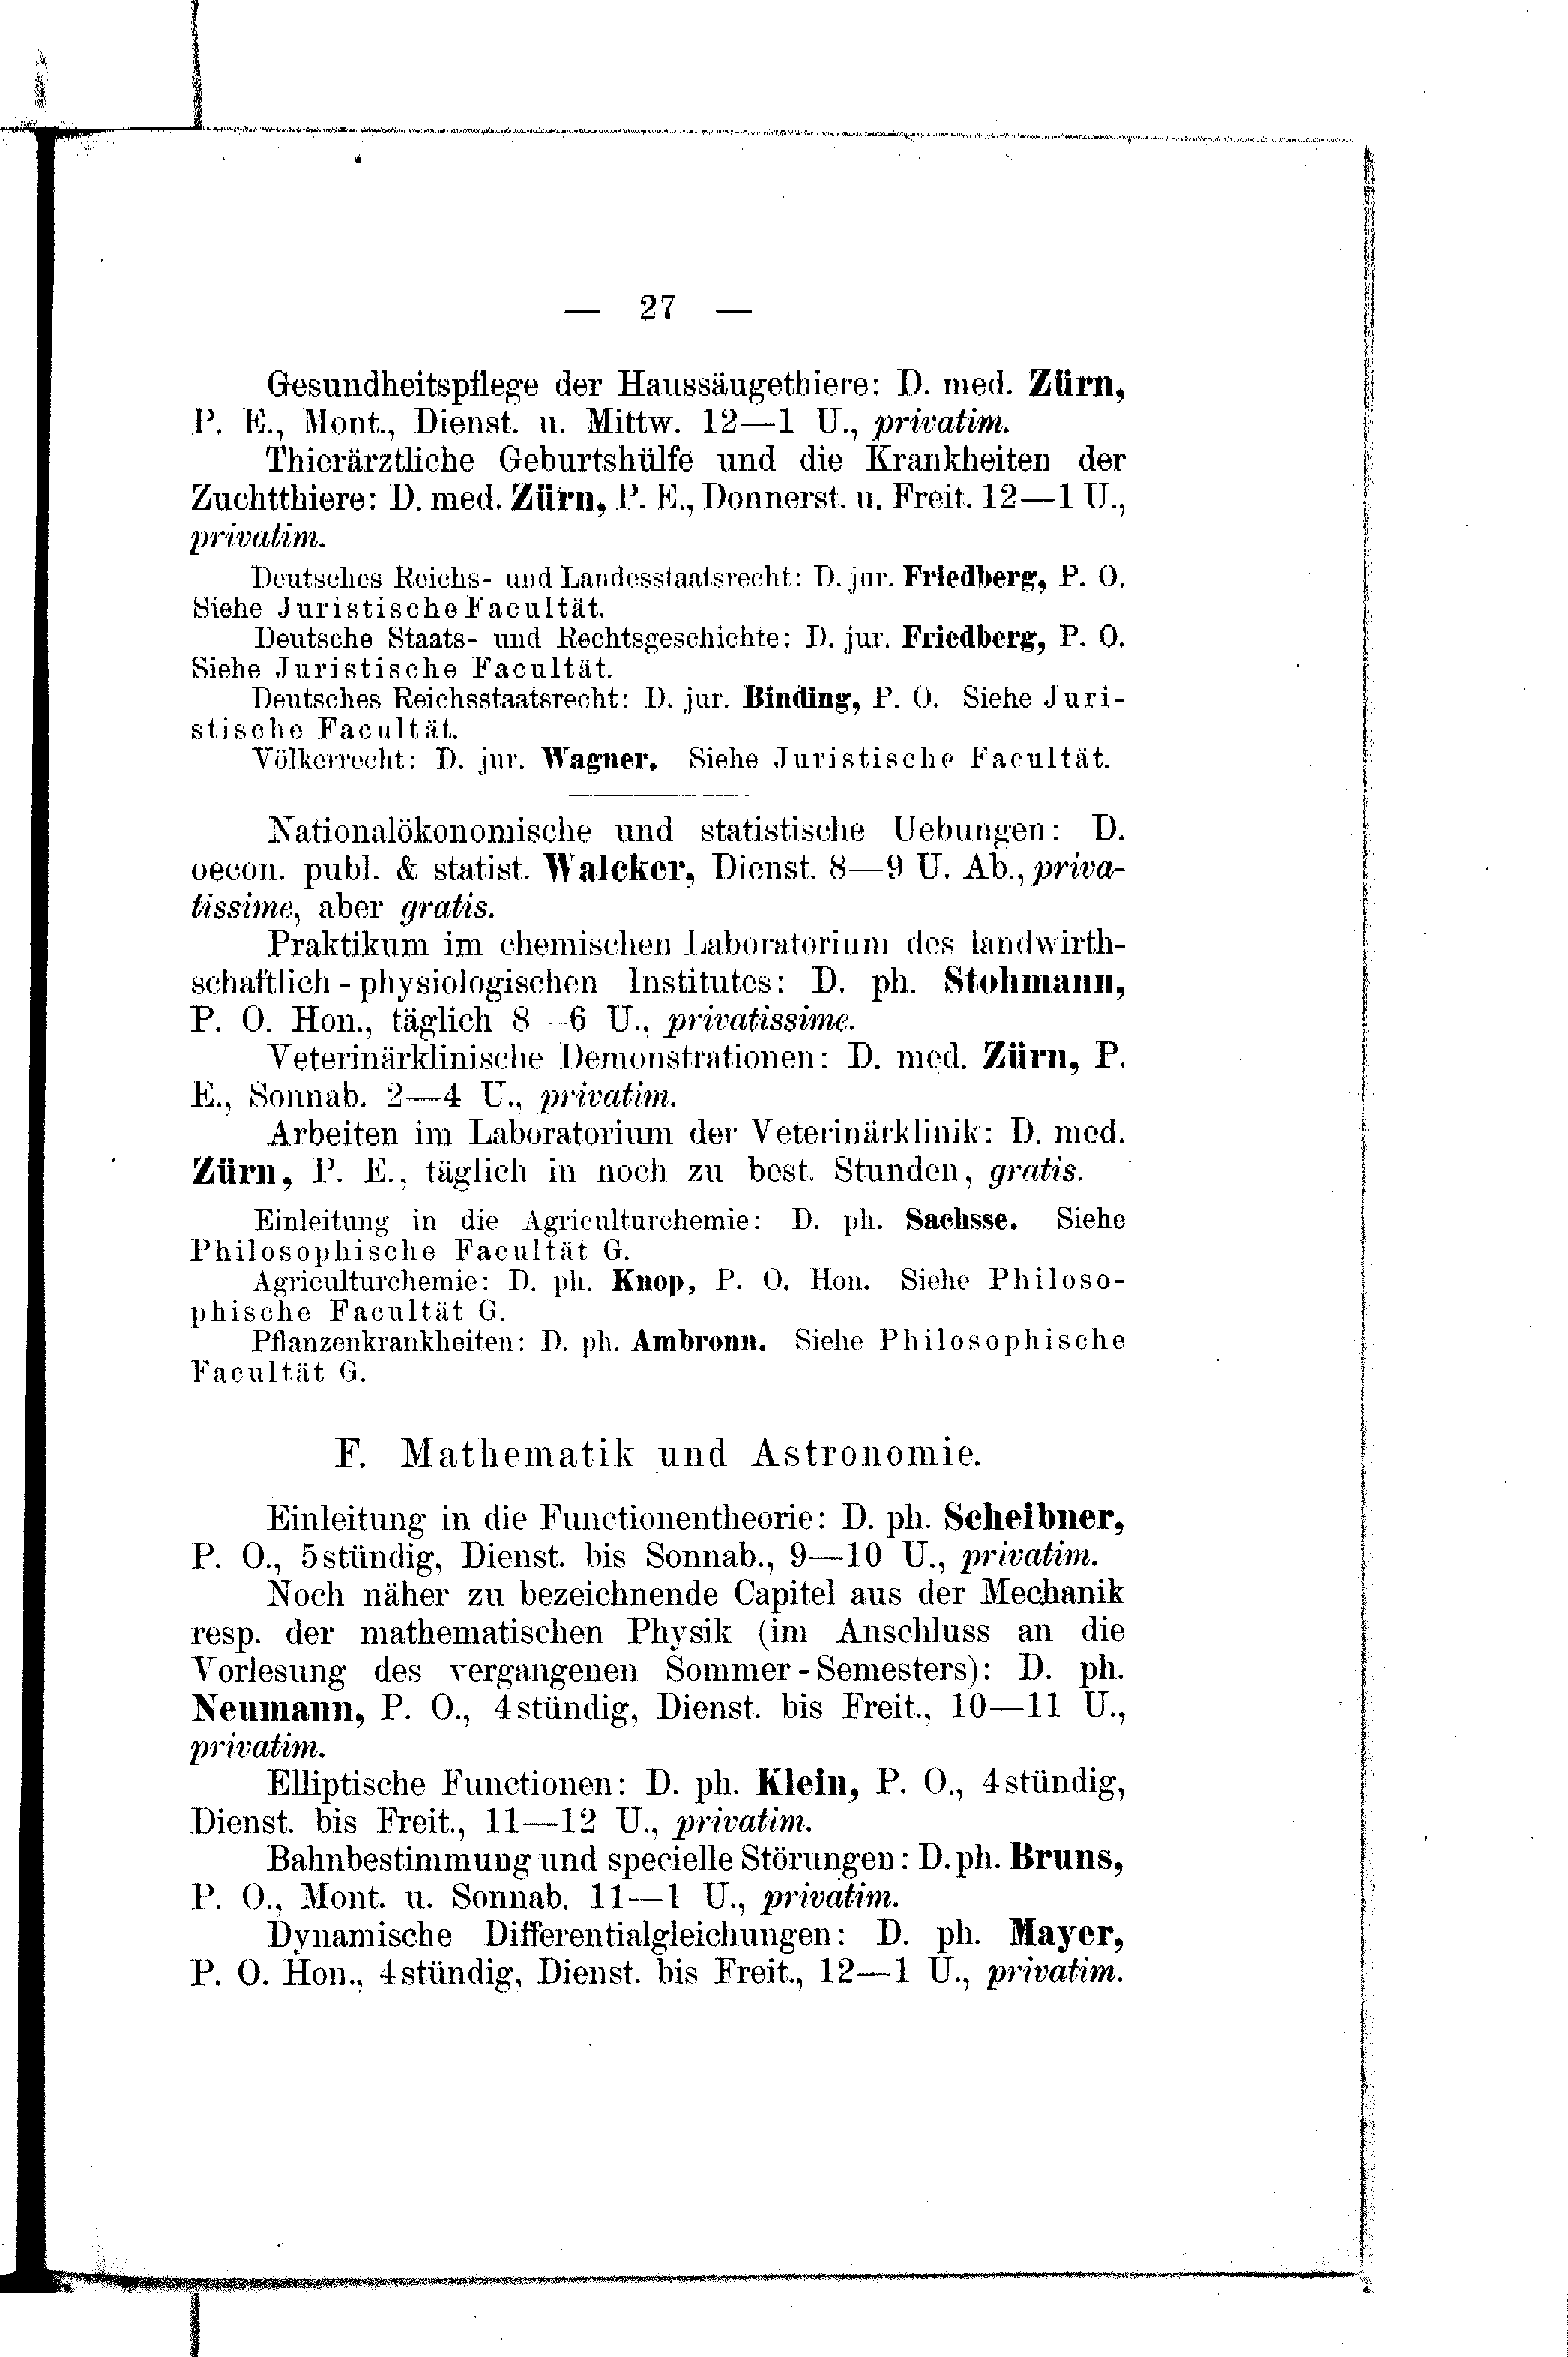 — 27 —
Gesundheitspflege der Haussäugethiere: D. med. Zürn,
P. E., Mont., Dienst. u. Mittw. 12—1 U., privatim.
Thierärztliche Geburtshülfe und die Krankheiten der
Zuchtthiere: D. med. Zürn, P. E., Donnerst. u. Freit. 12—1 U.,
privatim.
Deutsches Reichs- und Landesstaatsrecht: D. jur. Friedberg, P. O.
Siehe Juristische Facultät.
Deutsche Staats- und Rechtsgeschichte: D. jur. Friedberg, P. O.
Siehe Juristische Facultät.
Deutsches Reichsstaatsrecht: D. jur. Binding, P. O. Siehe Juri-
stische Facultät.
Völkerrecht: D. jur. Wagner. Siehe Juristische Facultät.
Nationalökonomische und statistische Uebungen: D.
oecon. publ. & statist. Walcker, Dienst. 8—9 U. Ab., priva-
tissime, aber gratis.
Praktikum im chemischen Laboratorium des landwirth-
schaftlich-physiologischen Institutes: D. ph. Stohmann,
P. O. Hon., täglich 8—6 U., privatissime.
Veterinärklinische Demonstrationen: D. med. Zürn, P.
E., Sonnab. 2—4 U., privatim.
Arbeiten im Laboratorium der Veterinärklinik: D. med.
Zürn, P. E., täglich in noch zu best. Stunden, gratis.
Einleitung in die Agriculturchemie: D. ph. Sachsse. Siehe
Philosophische Facultät G.
Agriculturchemie: D. ph. Knop, P. O. Hon. Siehe Philoso-
phische Facultät G.
Pflanzenkrankheiten: D. ph. Ambronn. Siehe Philosophische
Facultät G.
F. Mathematik und Astronomie.
Einleitung in die Functionentheorie: D. ph. Scheibner,
P. O., 5stündig, Dienst. bis Sonnab., 9—10 U., privatim.
Noch näher zu bezeichnende Capitel aus der Mechanik
resp. der mathematischen Physik (im Anschluss an die
Vorlesung des vergangenen Sommer-Semesters): D. ph.
Neumann, P. O., 4stündig, Dienst. bis Freit., 10—11 U.,
privatim.
Elliptische Functionen: D. ph. Klein, P. O., 4stündig,
Dienst. bis Freit., 11—12 U., privatim.
Bahnbestimmung und specielle Störungen: D. ph. Bruns,
P. O., Mont. u. Sonnab. 11—1 U., privatim.
Dynamische Differentialgleichungen: D. ph. Mayer,
P. O. Hon., 4stündig, Dienst. bis Freit., 12—1 U., privatim.